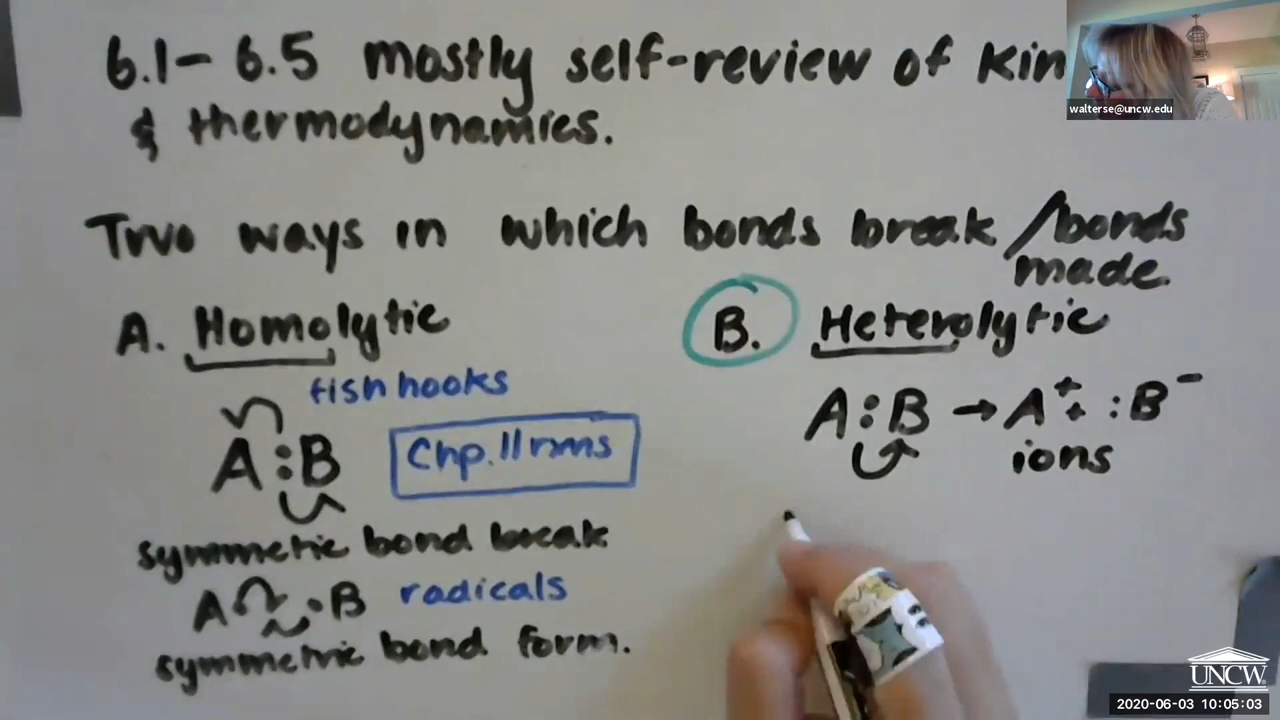 6.1- 6.5 mostly self-review of kin
& thermodynamics.
walterse@uncw.edu
Two ways in which bonds break / bonds made
A. Homolytic
fish hooks
A:B
Chp. 11 rxns
symmetric bond break
A ·B radicals
symmetric bond form.
B. Heterolytic
A:B → A⁺ + :B⁻
ions
UNCW
2020-06-03 10:05:03